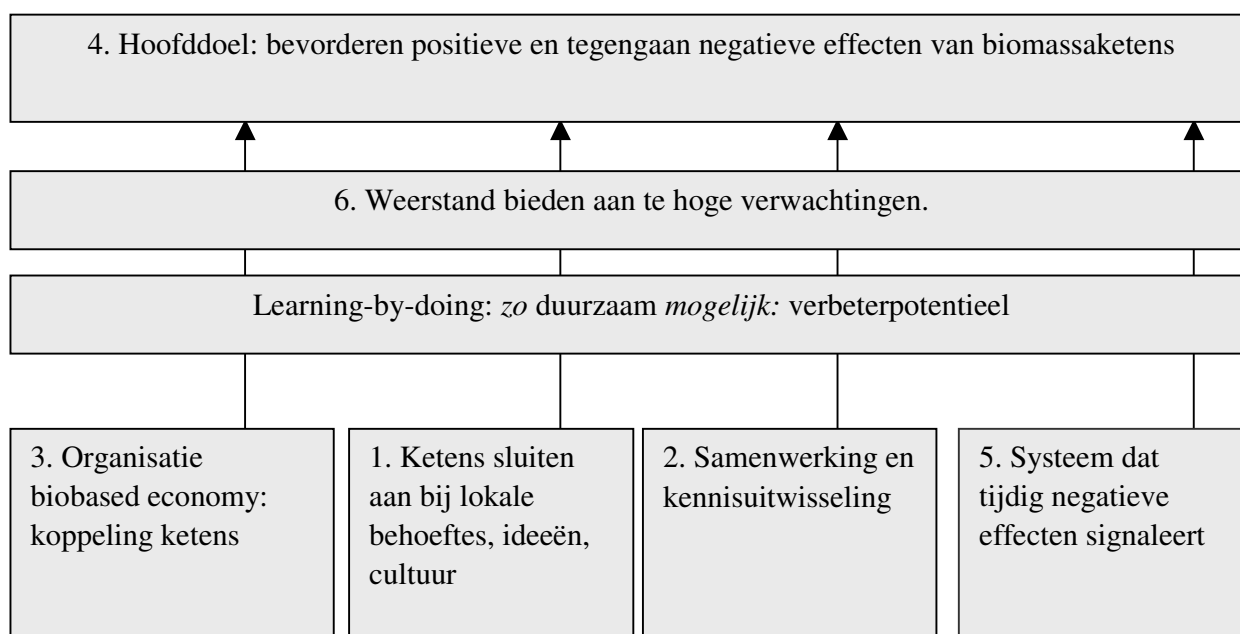 4. Hoofddoel: bevorderen positieve en tegengaan negatieve effecten van biomassaketens
6. Weerstand bieden aan te hoge verwachtingen.
Learning-by-doing: zo duurzaam mogelijk: verbeterpotentieel
3. Organisatie
biobased economy:
koppeling ketens
1. Ketens sluiten
aan bij lokale
behoeftes, ideeën,
cultuur
2. Samenwerking en
kennisuitwisseling
5. Systeem dat
tijdig negatieve
effecten signaleert